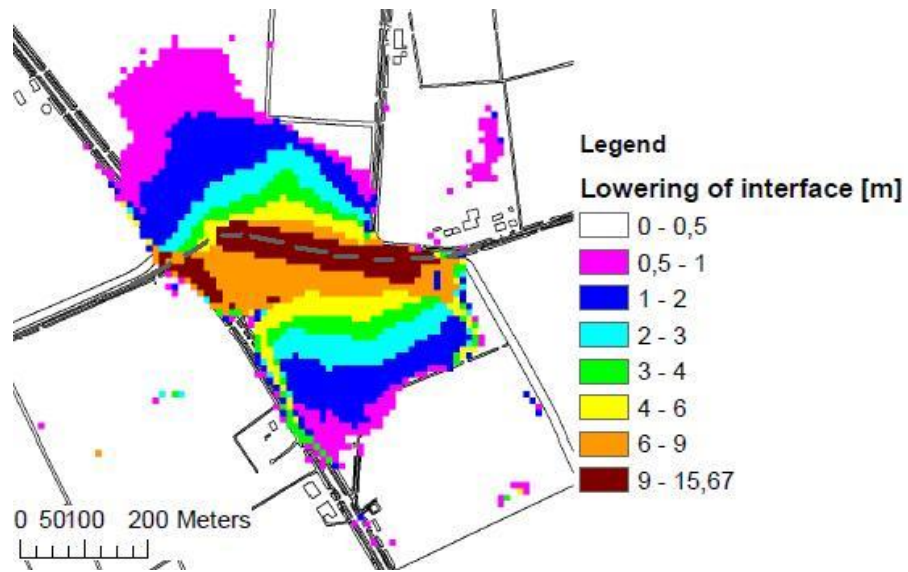 Legend
Lowering of interface [m]
0 - 0,5
0,5 - 1
1 - 2
2 - 3
3 - 4
4 - 6
6 - 9
9 - 15,67
0 50100 200 Meters